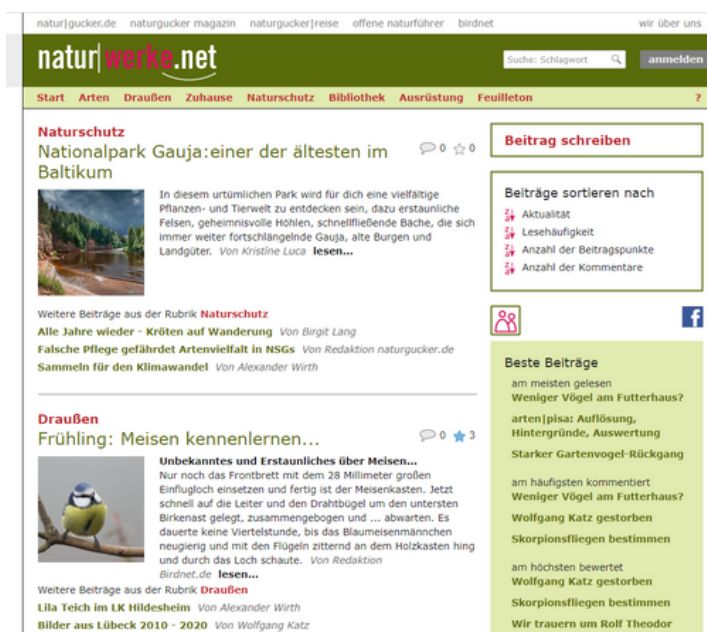 natur|gucker.de naturgucker magazin naturgucker|reise offene naturführer birdnet wir über uns
natur|werke.net
Suche: Schlagwort anmelden
Start Arten Draußen Zuhause Naturschutz Bibliothek Ausrüstung Feuilleton ?
Naturschutz
Nationalpark Gauja:einer der ältesten im
Baltikum
0 0
In diesem urtümlichen Park wird für dich eine vielfältige
Pflanzen- und Tierwelt zu entdecken sein, dazu erstaunliche
Felsen, geheimnisvolle Höhlen, schnellfließende Bäche, die sich
immer weiter fortschlängelnde Gauja, alte Burgen und
Landgüter. Von Kristīne Luca lesen...
Weitere Beiträge aus der Rubrik Naturschutz
Alle Jahre wieder - Kröten auf Wanderung Von Birgit Lang
Falsche Pflege gefährdet Artenvielfalt in NSGs Von Redaktion naturgucker.de
Sammeln für den Klimawandel Von Alexander Wirth
Draußen
Frühling: Meisen kennenlernen...
0 3
Unbekanntes und Erstaunliches über Meisen...
Nur noch das Frontbrett mit dem 28 Millimeter großen
Einflugloch einsetzen und fertig ist der Meisenkasten. Jetzt
schnell auf die Leiter und den Drahtbügel um den untersten
Birkenast gelegt, zusammengebogen und ... abwarten. Es
dauerte keine Viertelstunde, bis das Blaumeisenmännchen
neugierig und mit den Flügeln zitternd an dem Holzkasten hing
und durch das Loch schaute. Von Redaktion
Birdnet.de lesen...
Weitere Beiträge aus der Rubrik Draußen
Lila Teich im LK Hildesheim Von Alexander Wirth
Bilder aus Lübeck 2010 - 2020 Von Wolfgang Katz
Beitrag schreiben
Beiträge sortieren nach
Aktualität
Lesehäufigkeit
Anzahl der Beitragspunkte
Anzahl der Kommentare
f
Beste Beiträge
am meisten gelesen
Weniger Vögel am Futterhaus?
arten|pisa: Auflösung,
Hintergründe, Auswertung
Starker Gartenvogel-Rückgang
am häufigsten kommentiert
Weniger Vögel am Futterhaus?
Wolfgang Katz gestorben
Skorpionsfliegen bestimmen
am höchsten bewertet
Wolfgang Katz gestorben
Skorpionsfliegen bestimmen
Wir trauern um Rolf Theodor